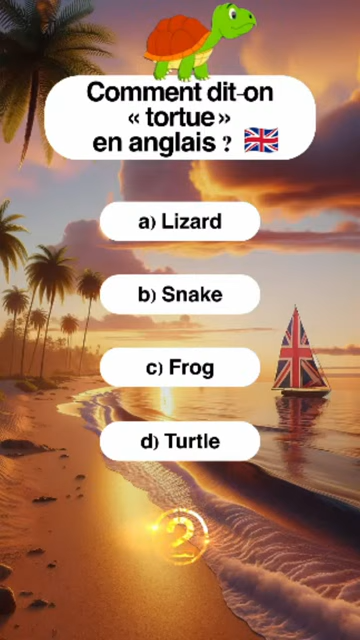 Comment dit-on
« tortue »
en anglais ?
a) Lizard
b) Snake
c) Frog
d) Turtle
2